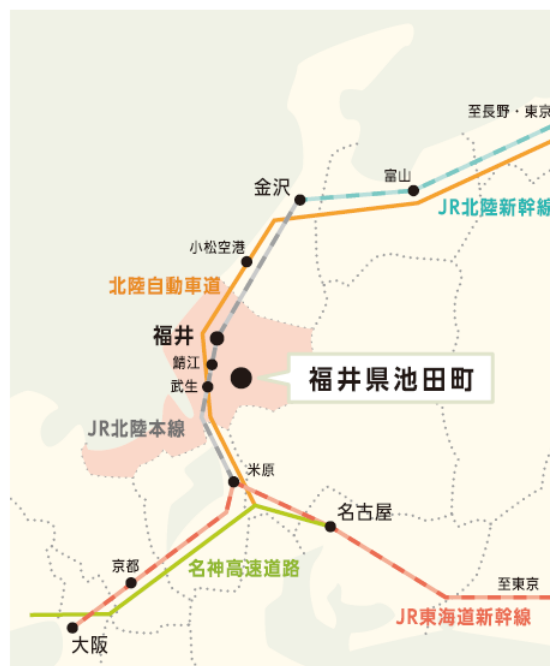 至長野・東京
富山
金沢
JR北陸新幹線
小松空港
北陸自動車道
福井
鯖江
福井県池田町
武生
JR北陸本線
米原
名古屋
京都
名神高速道路
至東京
JR東海道新幹線
大阪